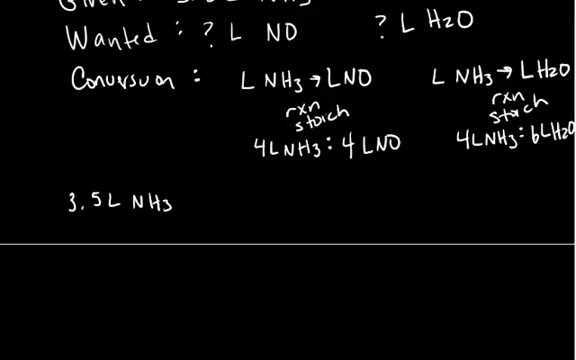 Wanted : ? L NO ? L H2O
Conversion : L NH3 → L NO L NH3 → L H2O
rxn stoich rxn stoich
4 L NH3 : 4 L NO 4 L NH3 : 6 L H2O
3.5 L NH3